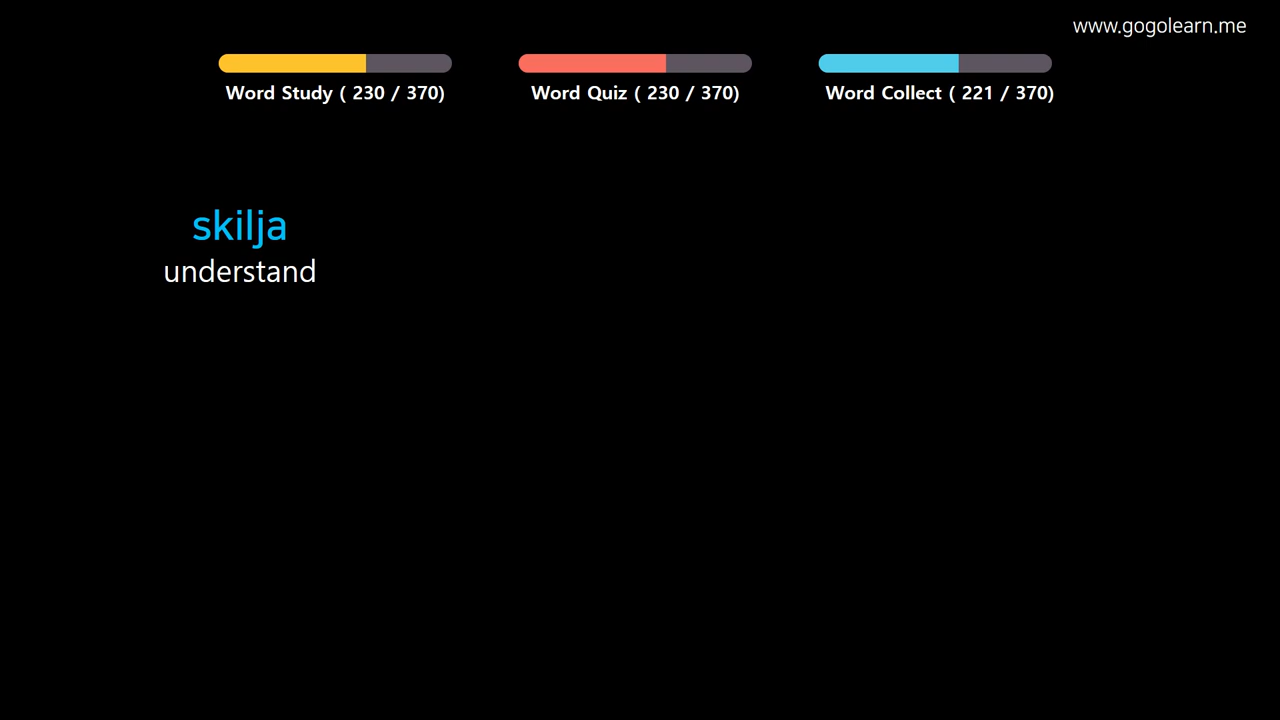 www.gogolearn.me
Word Study ( 230 / 370)
Word Quiz ( 230 / 370)
Word Collect ( 221 / 370)
skilja
understand